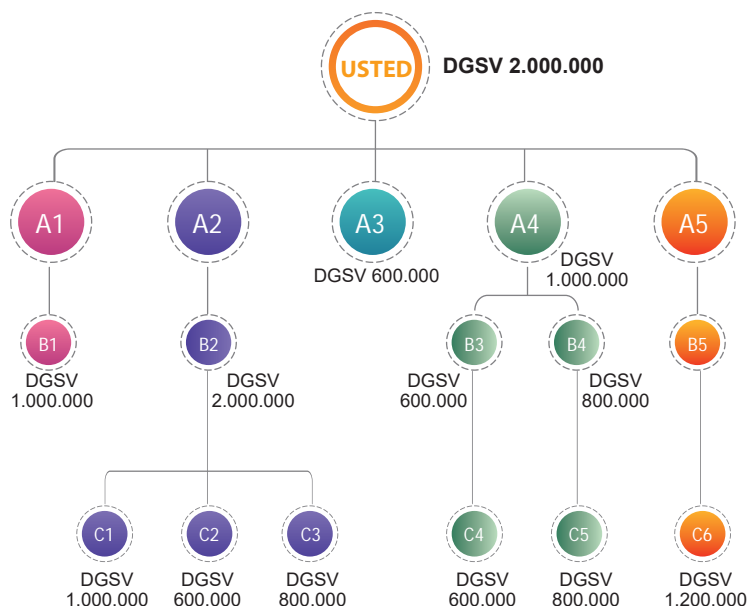 USTED
DGSV 2.000.000
A1
A2
A3
A4
A5
DGSV 600.000
DGSV
1.000.000
B1
B2
B3
B4
B5
DGSV
1.000.000
DGSV
2.000.000
DGSV
600.000
DGSV
800.000
C1
C2
C3
C4
C5
C6
DGSV
1.000.000
DGSV
600.000
DGSV
800.000
DGSV
600.000
DGSV
800.000
DGSV
1.200.000